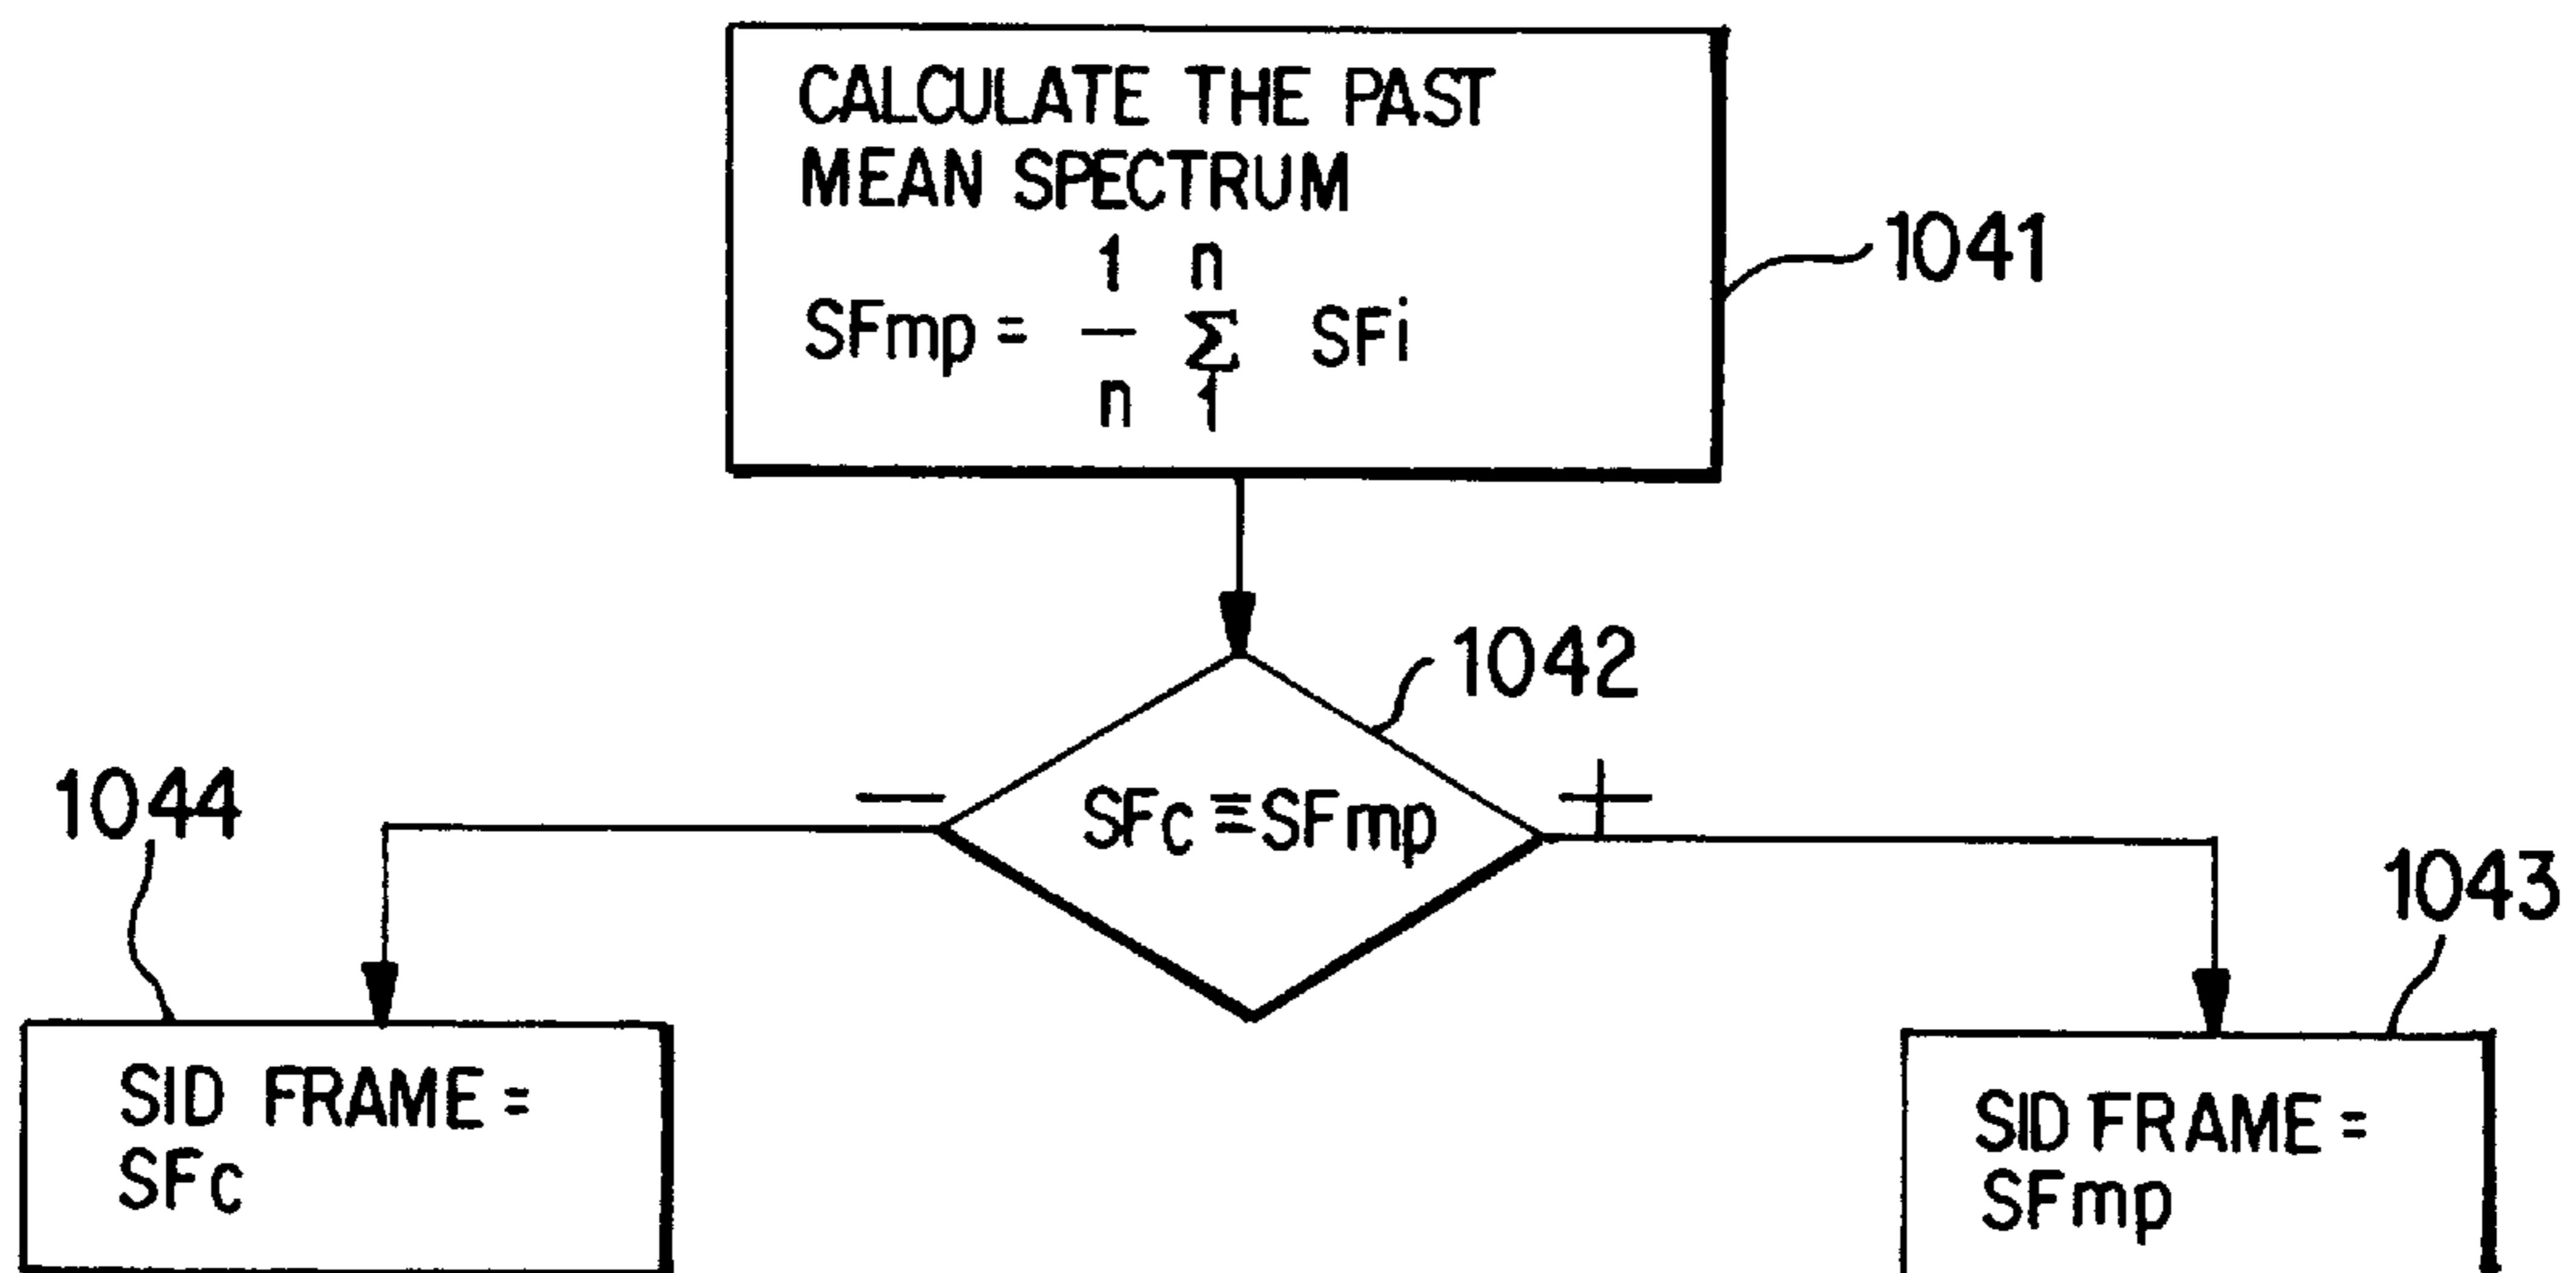 CALCULATE THE PAST
MEAN SPECTRUM
1 n
SFmp = — Σ SFi
n 1
1041
1042
SFc ≡ SFmp
−
+
1044
1043
SID FRAME =
SFc
SID FRAME =
SFmp